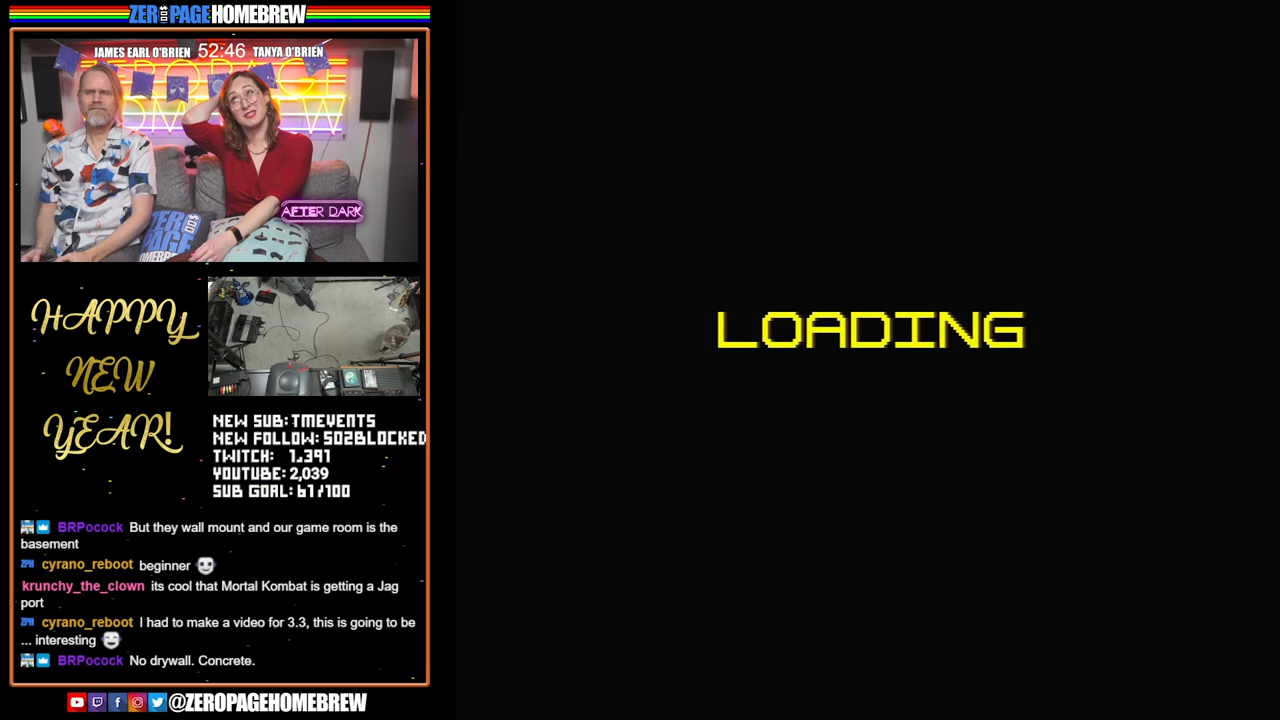 ZEROPAGEHOMEBREW
JAMES EARL O'BRIEN 52:46 TANYA O'BRIEN
AFTER DARK
ZERO
PAGE
HOMEBREW
HAPPY
NEW
YEAR!
NEW SUB: TMEVENTS
NEW FOLLOW: SOZBLOCKED
TWITCH: 1,391
YOUTUBE: 2,039
SUB GOAL: 61/100
BRPocock But they wall mount and our game room is the
basement
cyrano_reboot beginner
krunchy_the_clown its cool that Mortal Kombat is getting a Jag
port
cyrano_reboot I had to make a video for 3.3, this is going to be
... interesting
BRPocock No drywall. Concrete.
@ZEROPAGEHOMEBREW
LOADING